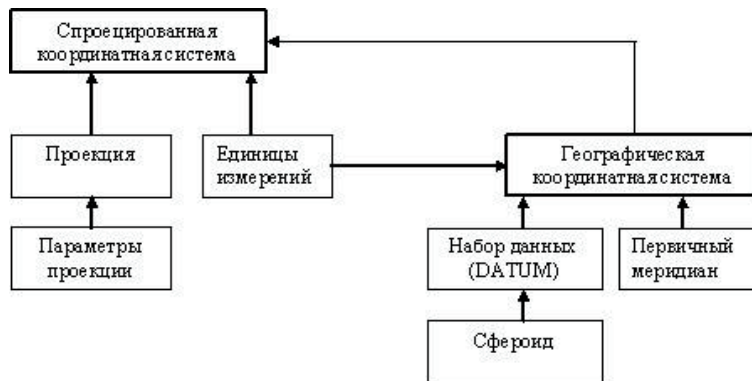 Спроецированная
координатная система
Проекция
Единицы
измерений
Географическая
координатная система
Параметры
проекции
Набор данных
(DATUM)
Первичный
меридиан
Сфероид